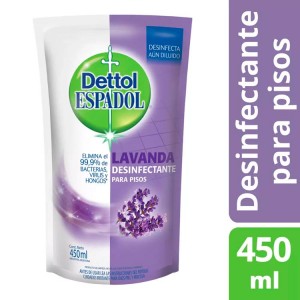 DESINFECTA
AÚN DILUIDO
Dettol
ESPADOL
ELIMINA el
99,9% de
BACTERIAS,
VIRUS y
HONGOS*
LAVANDA
DESINFECTANTE
PARA PISOS
450ml
Desinfectante
para pisos
450
ml